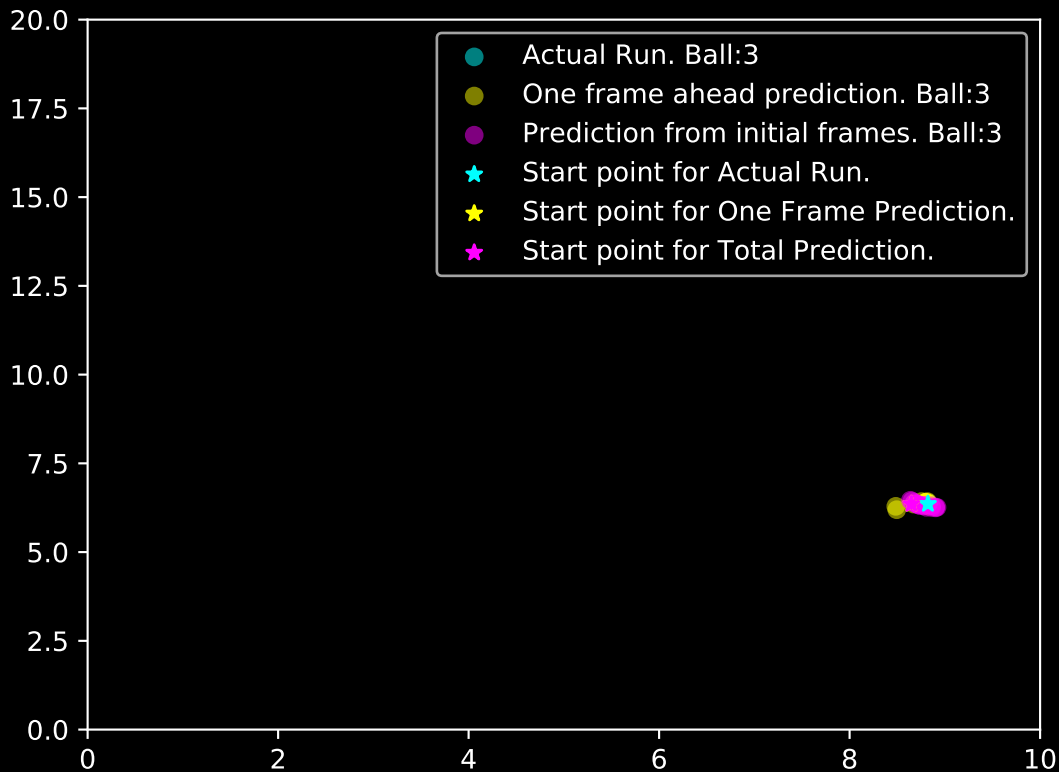 20.0
17.5
15.0
12.5
10.0
7.5
5.0
2.5
0.0
0 2 4 6 8 10
Actual Run. Ball:3
One frame ahead prediction. Ball:3
Prediction from initial frames. Ball:3
Start point for Actual Run.
Start point for One Frame Prediction.
Start point for Total Prediction.